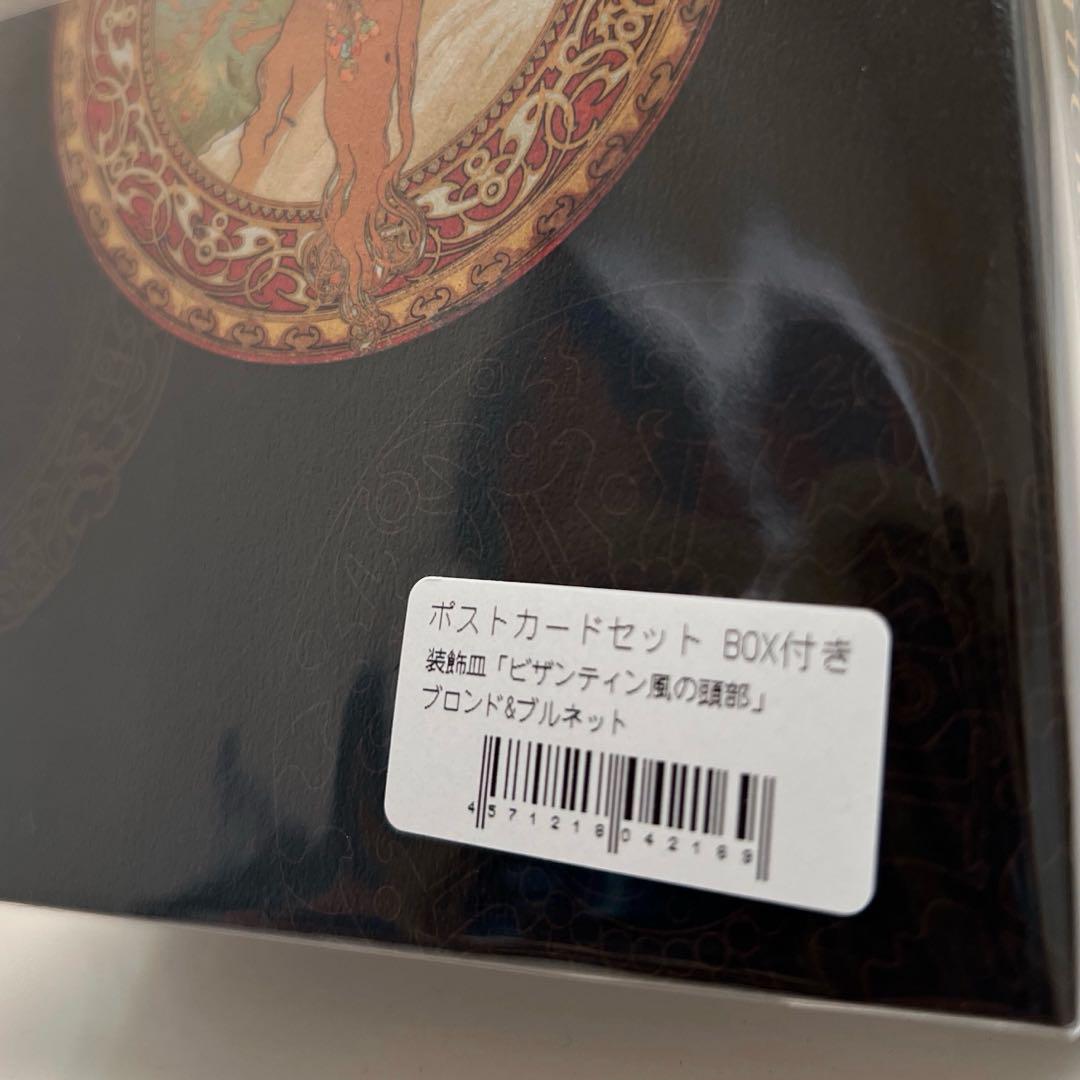 ポストカードセット BOX付き
装飾皿「ビザンティン風の頭部」
ブロンド&ブルネット
4571218042189